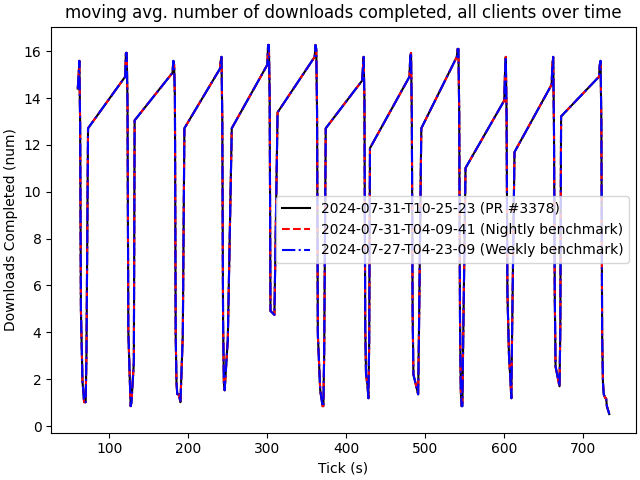 moving avg. number of downloads completed, all clients over time
Downloads Completed (num)
16
14
12
10
8
6
4
2
0
2024-07-31-T10-25-23 (PR #3378)
2024-07-31-T04-09-41 (Nightly benchmark)
2024-07-27-T04-23-09 (Weekly benchmark)
100 200 300 400 500 600 700
Tick (s)